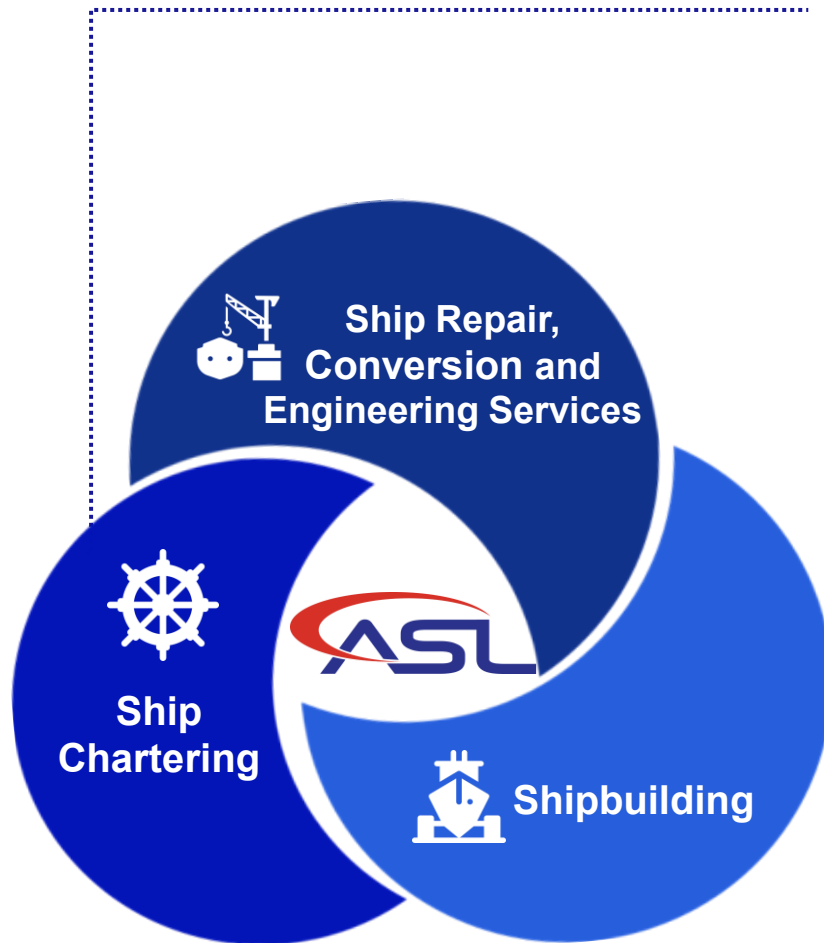 Ship Repair,
Conversion and
Engineering Services
ASL
Ship
Chartering
Shipbuilding